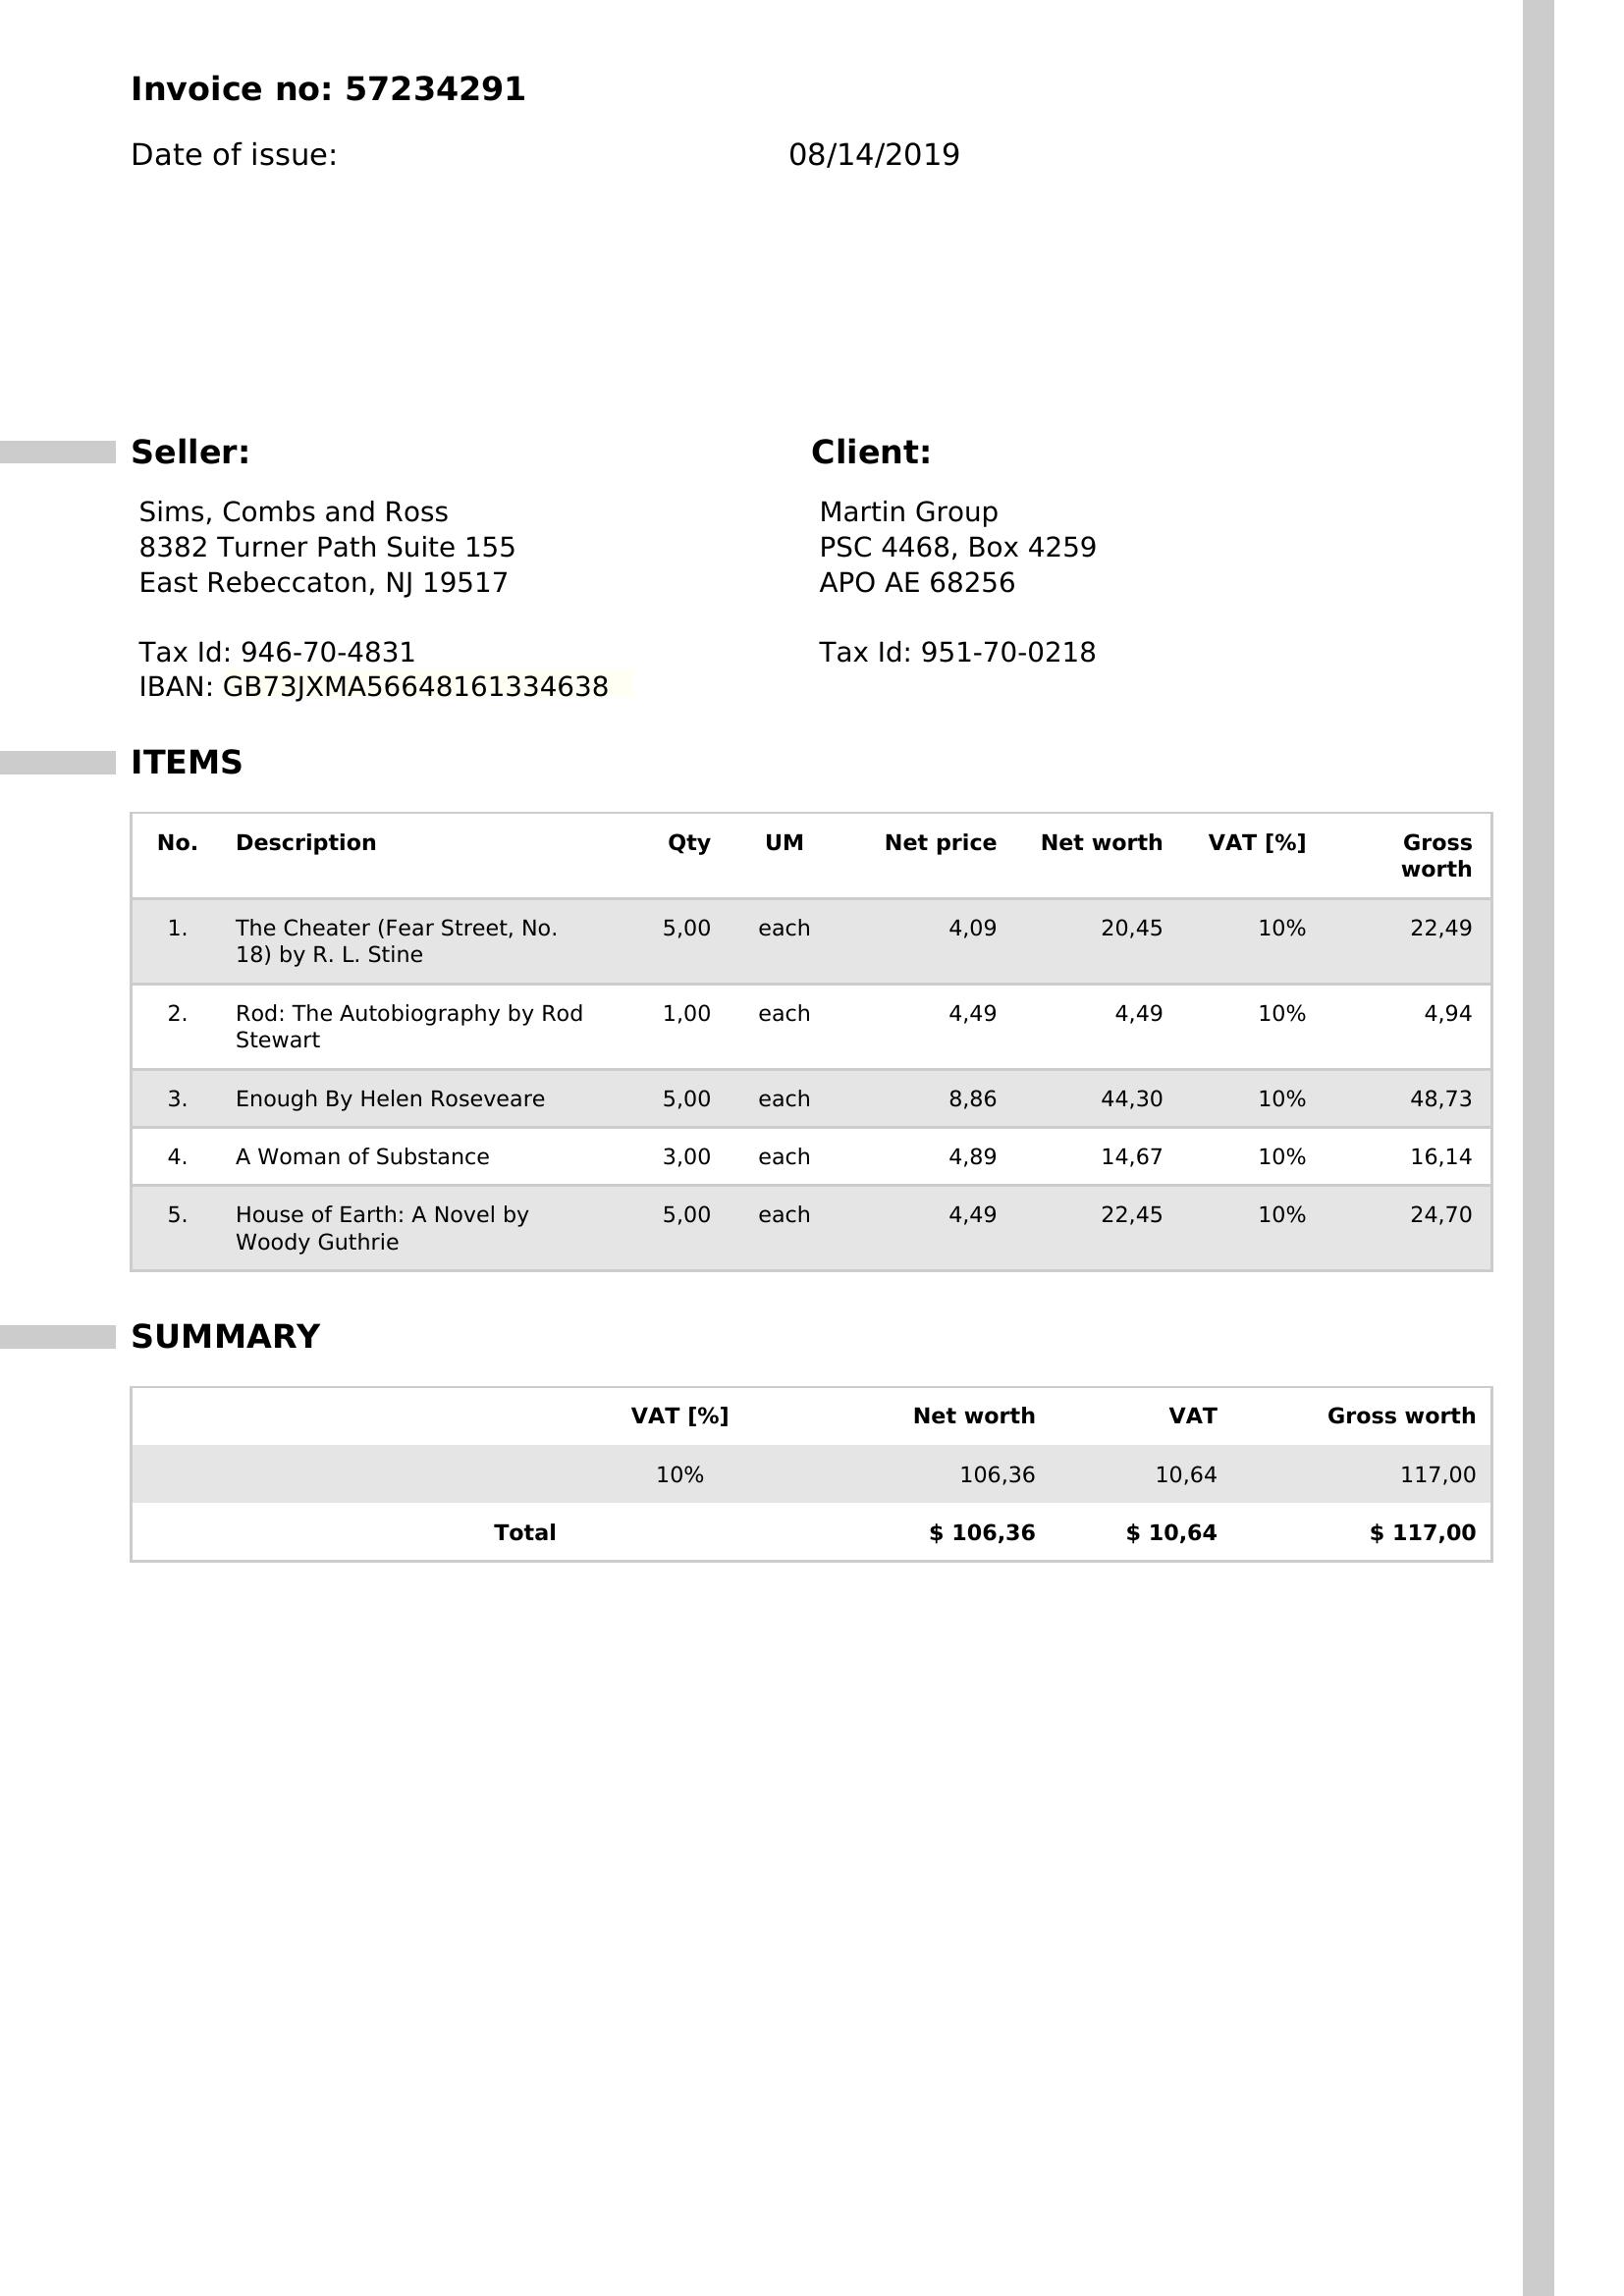 Invoice no: 57234291
Date of issue: 08/14/2019
Seller: Client:
Sims, Combs and Ross Martin Group
8382 Turner Path Suite 155 PSC 4468, Box 4259
East Rebeccaton, NJ 19517 APO AE 68256
Tax Id: 946-70-4831 Tax Id: 951-70-0218
IBAN: GB73JXMA56648161334638
ITEMS
No. Description Qty UM Net price Net worth VAT [%] Gross
worth
1. The Cheater (Fear Street, No. 5,00 each 4,09 20,45 10% 22,49
18) by R. L. Stine
2. Rod: The Autobiography by Rod 1,00 each 4,49 4,49 10% 4,94
Stewart
3. Enough By Helen Roseveare 5,00 each 8,86 44,30 10% 48,73
4. A Woman of Substance 3,00 each 4,89 14,67 10% 16,14
5. House of Earth: A Novel by 5,00 each 4,49 22,45 10% 24,70
Woody Guthrie
SUMMARY
VAT [%] Net worth VAT Gross worth
10% 106,36 10,64 117,00
Total $ 106,36 $ 10,64 $ 117,00